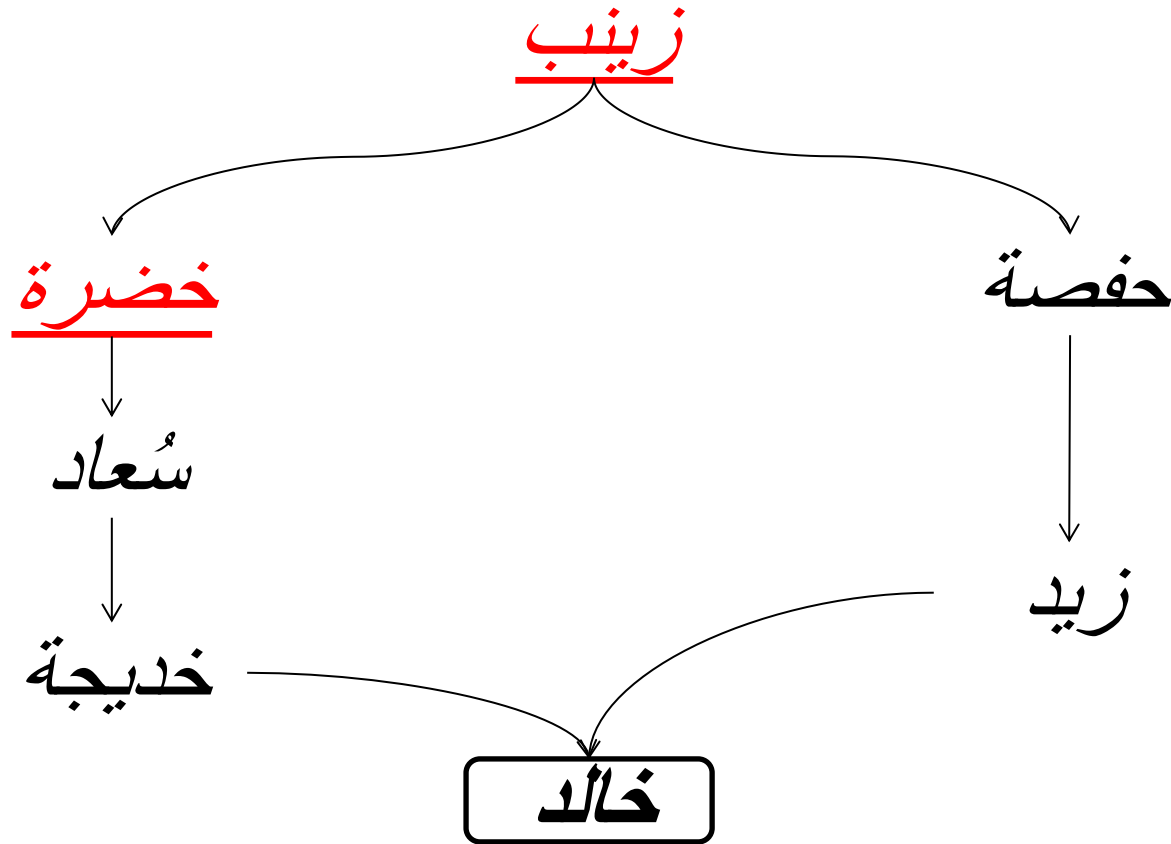 زينب
حفصة
خضرة
سُعاد
زيد
خديجة
خالد